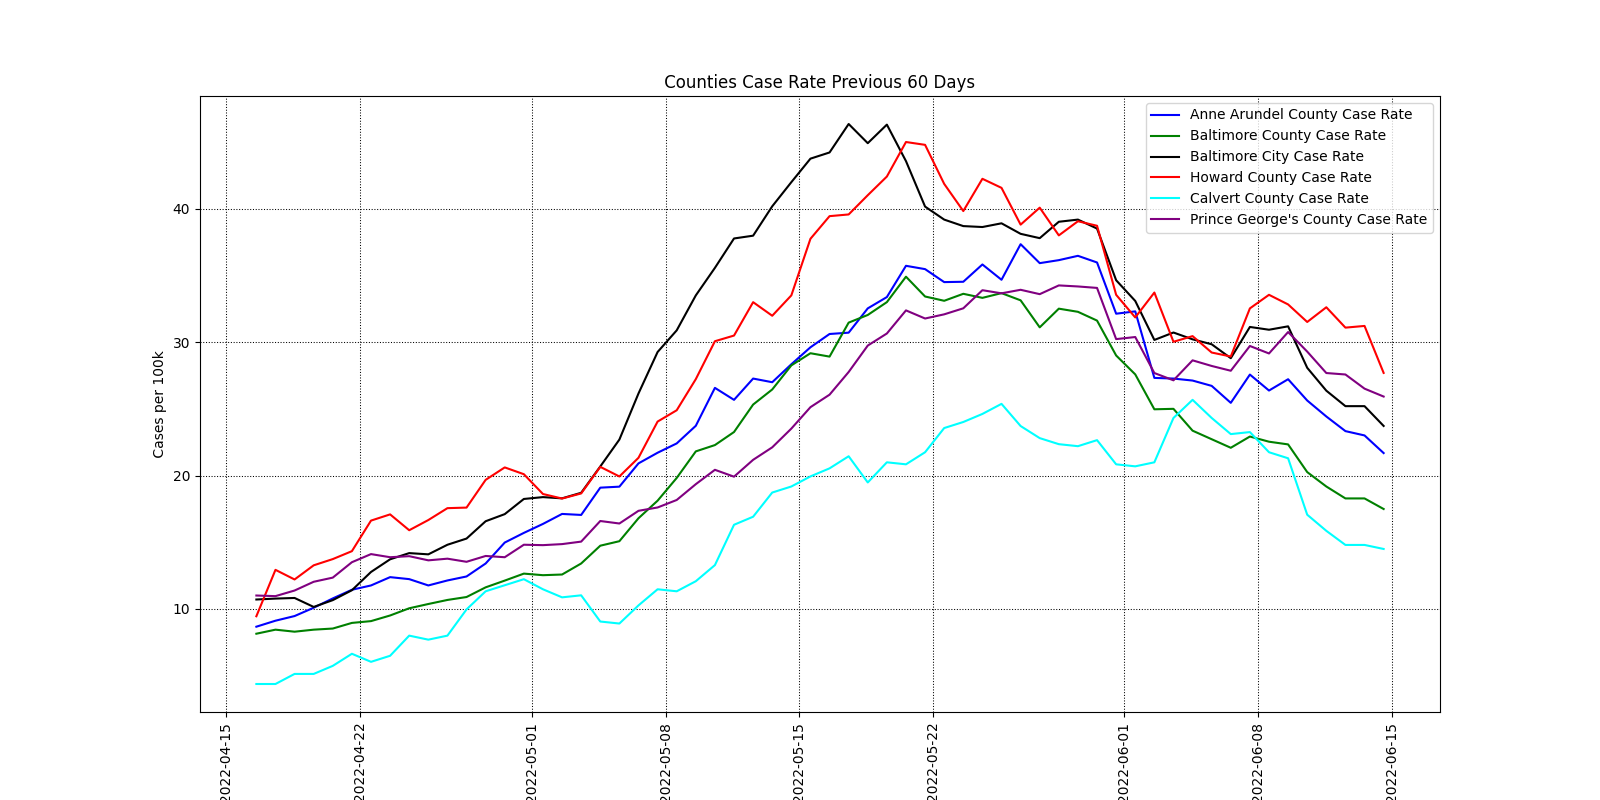 Counties Case Rate Previous 60 Days
Anne Arundel County Case Rate
Baltimore County Case Rate
Baltimore City Case Rate
Howard County Case Rate
Calvert County Case Rate
Prince George's County Case Rate
Cases per 100k
40
30
20
10
2022-04-15
2022-04-22
2022-05-01
2022-05-08
2022-05-15
2022-05-22
2022-06-01
2022-06-08
2022-06-15